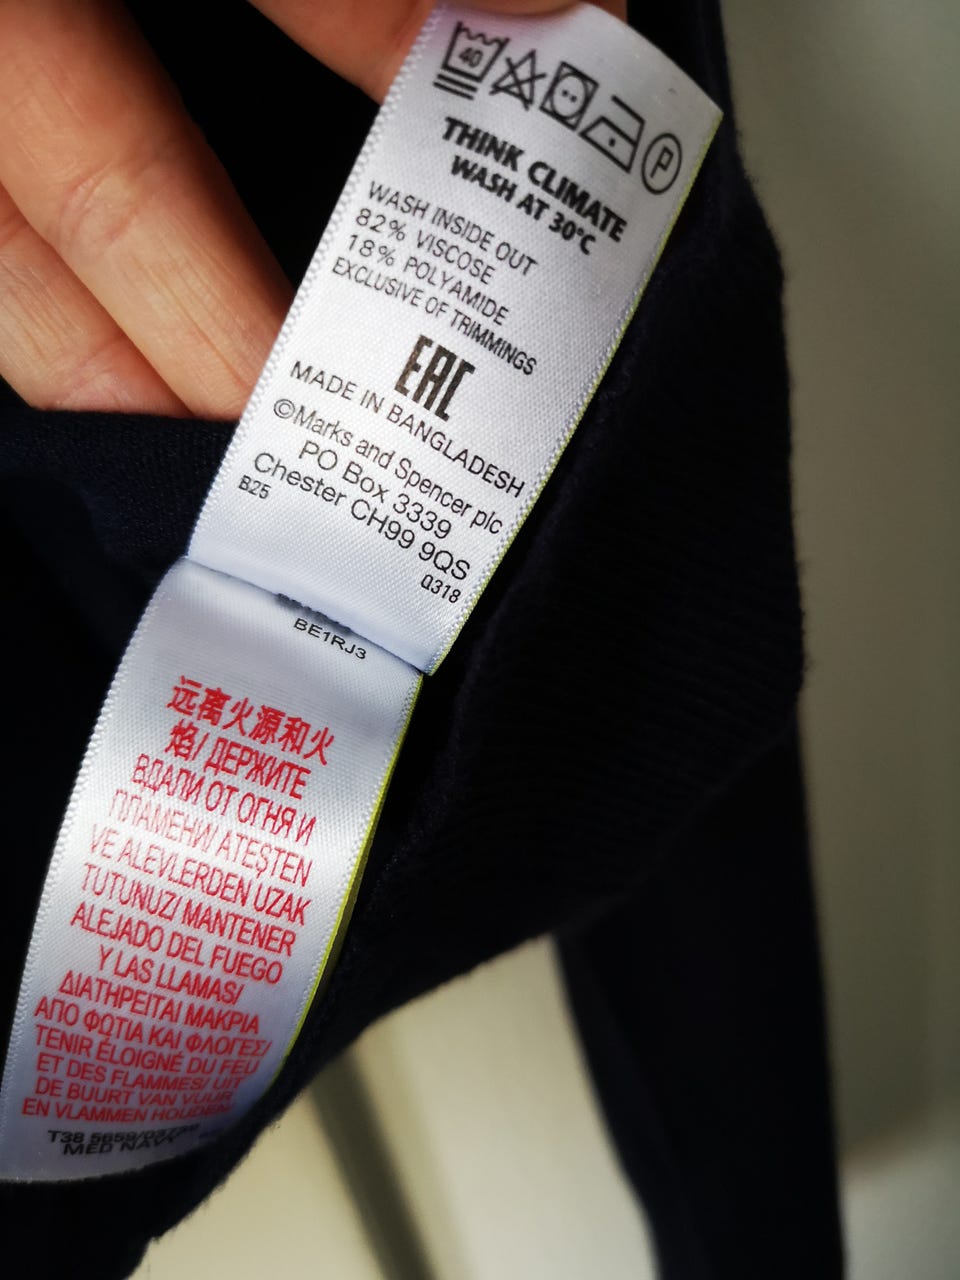 40 P
THINK CLIMATE
WASH AT 30°C
WASH INSIDE OUT
82% VISCOSE
18% POLYAMIDE
EXCLUSIVE OF TRIMMINGS
EAC
MADE IN BANGLADESH
©Marks and Spencer plc
PO Box 3339
Chester CH99 9QS
B25
Q318
BE1RJ3
远离火源和火
焰/ ДЕРЖИТЕ
ВДАЛИ ОТ ОГНЯ И
ПЛАМЕНИ/ ATEŞTEN
VE ALEVLERDEN UZAK
TUTUNUZ/ MANTENER
ALEJADO DEL FUEGO
Y LAS LLAMAS/
ΔΙΑΤΗΡΕΙΤΑΙ ΜΑΚΡΙΑ
ΑΠΟ ΦΩΤΙΑ ΚΑΙ ΦΛΟΓΕΣ/
TENIR ÉLOIGNÉ DU FEU
ET DES FLAMMES/ UIT
DE BUURT VAN VUUR
EN VLAMMEN HOUDEN
T38
MED NAVY